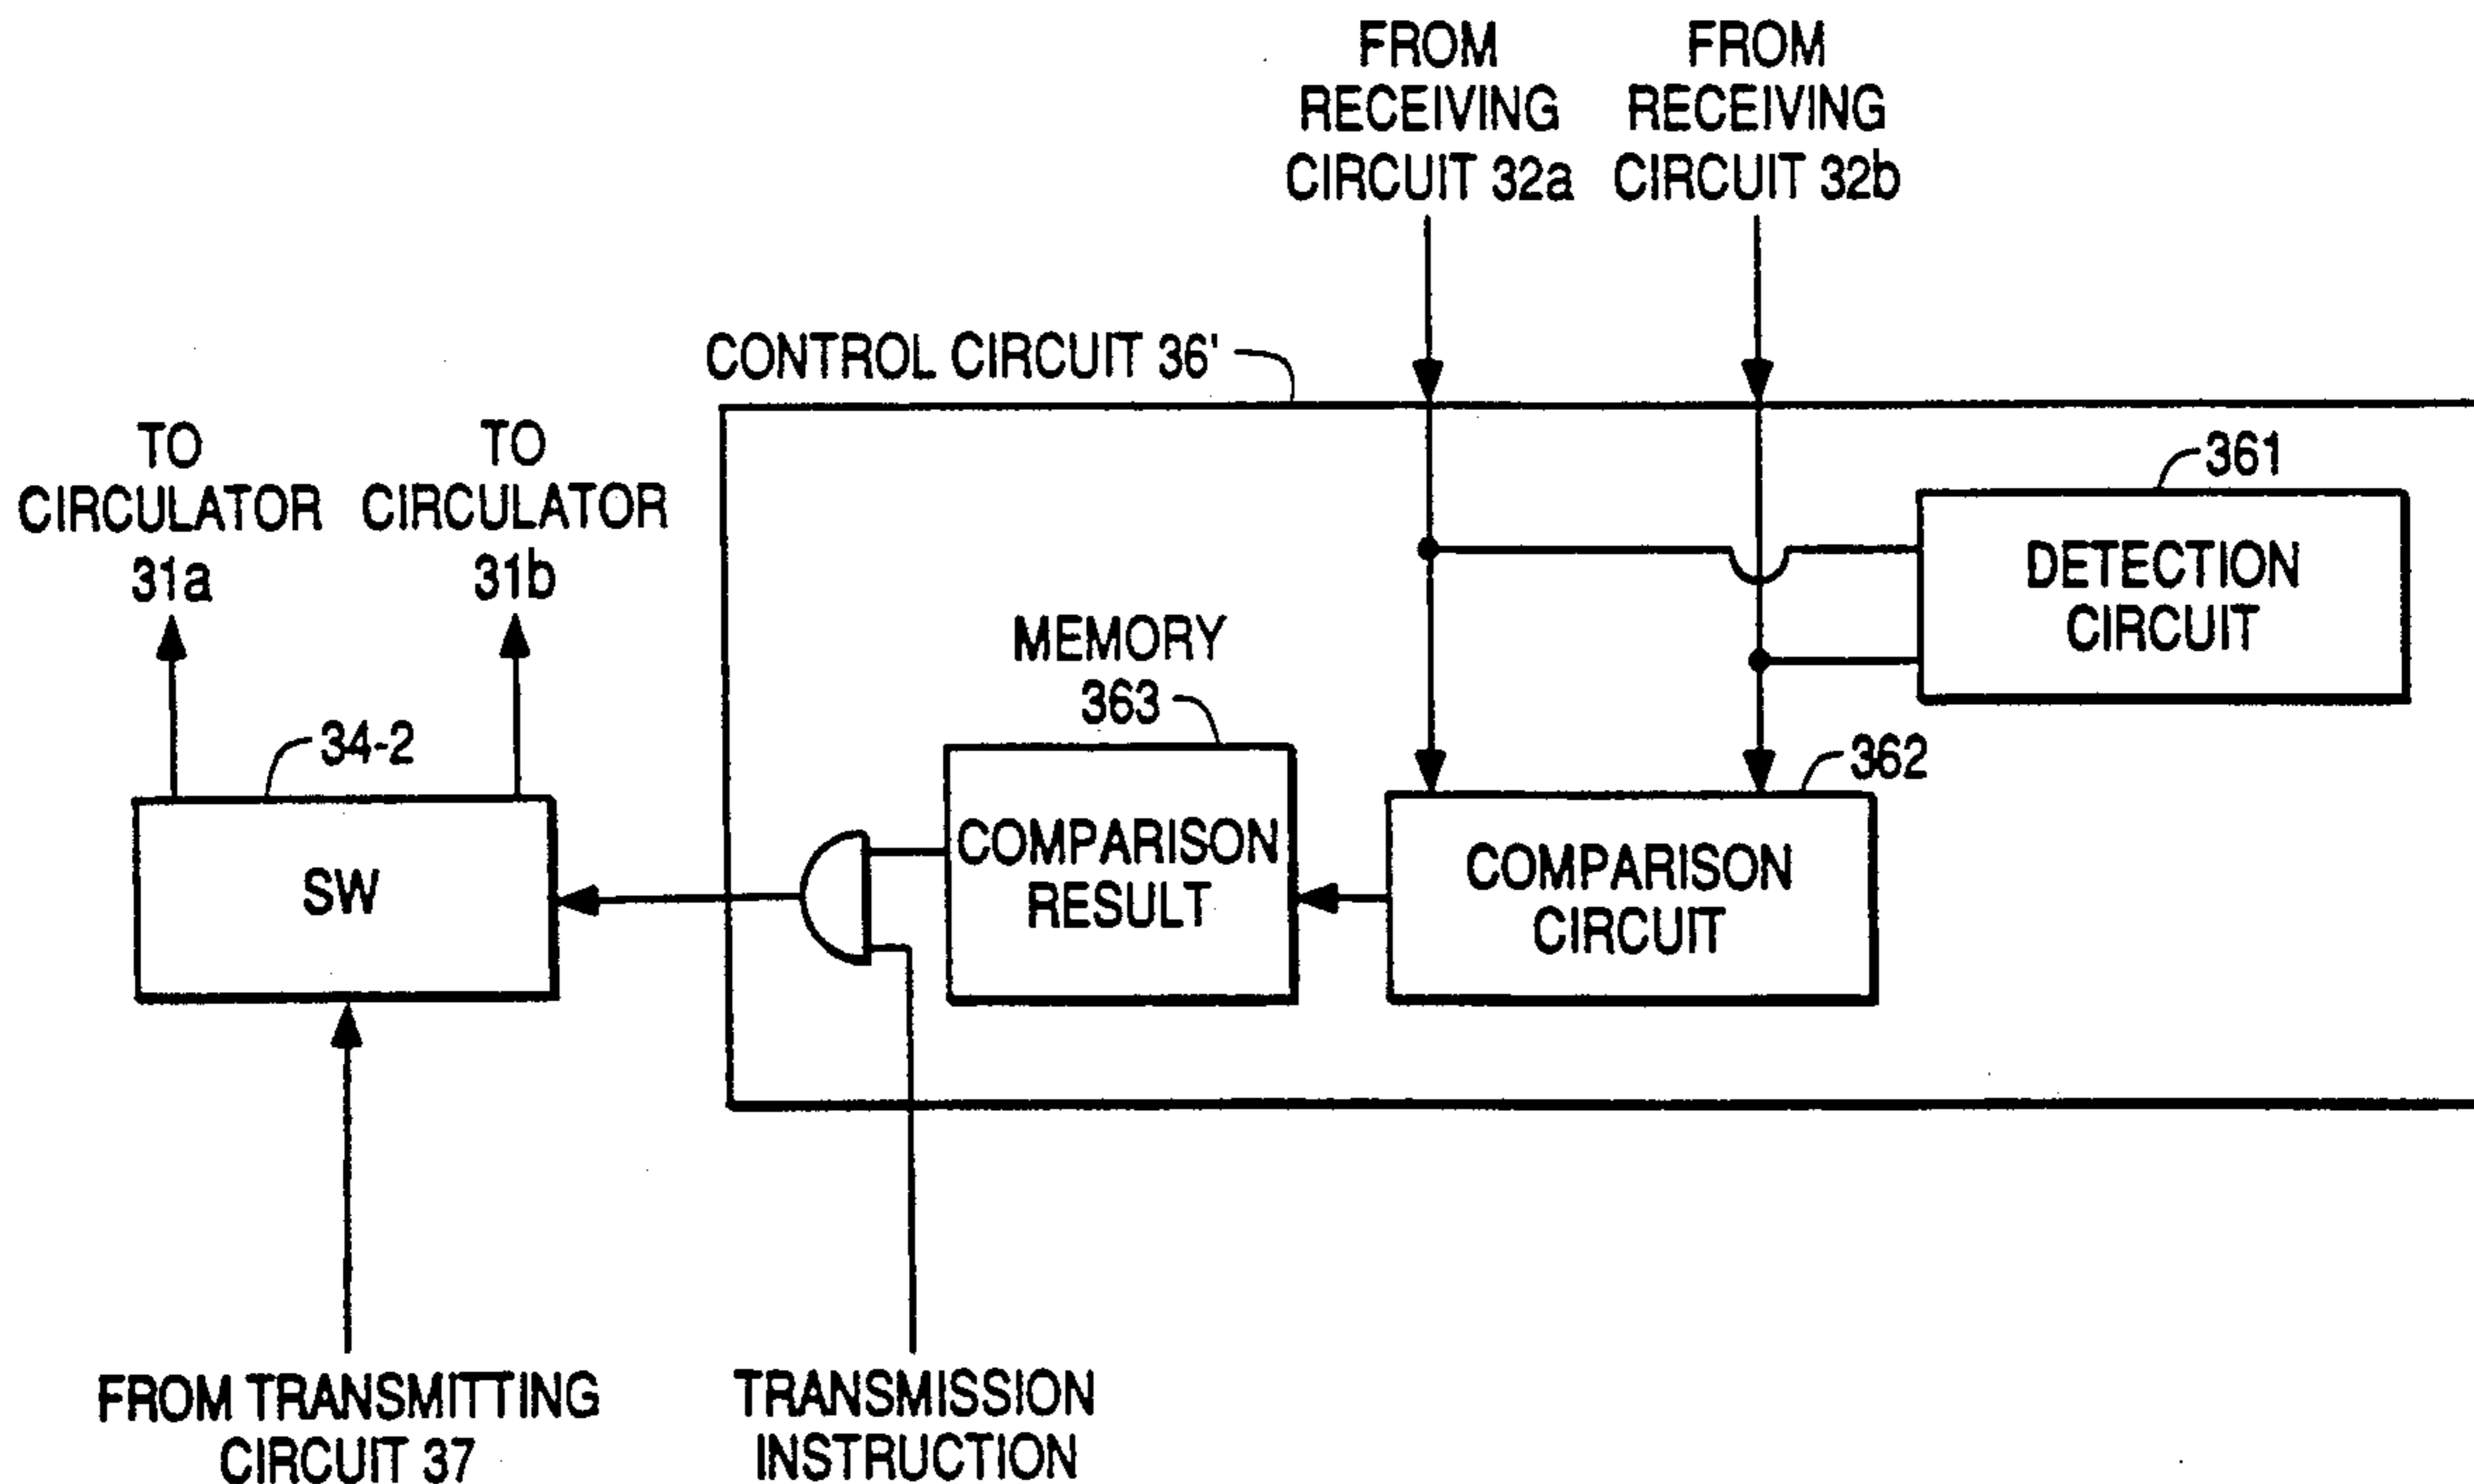 FROM
RECEIVING
CIRCUIT 32a
FROM
RECEIVING
CIRCUIT 32b
CONTROL CIRCUIT 36'
TO
CIRCULATOR
31a
TO
CIRCULATOR
31b
361
DETECTION
CIRCUIT
MEMORY
363
34-2
362
SW
COMPARISON
RESULT
COMPARISON
CIRCUIT
FROM TRANSMITTING
CIRCUIT 37
TRANSMISSION
INSTRUCTION